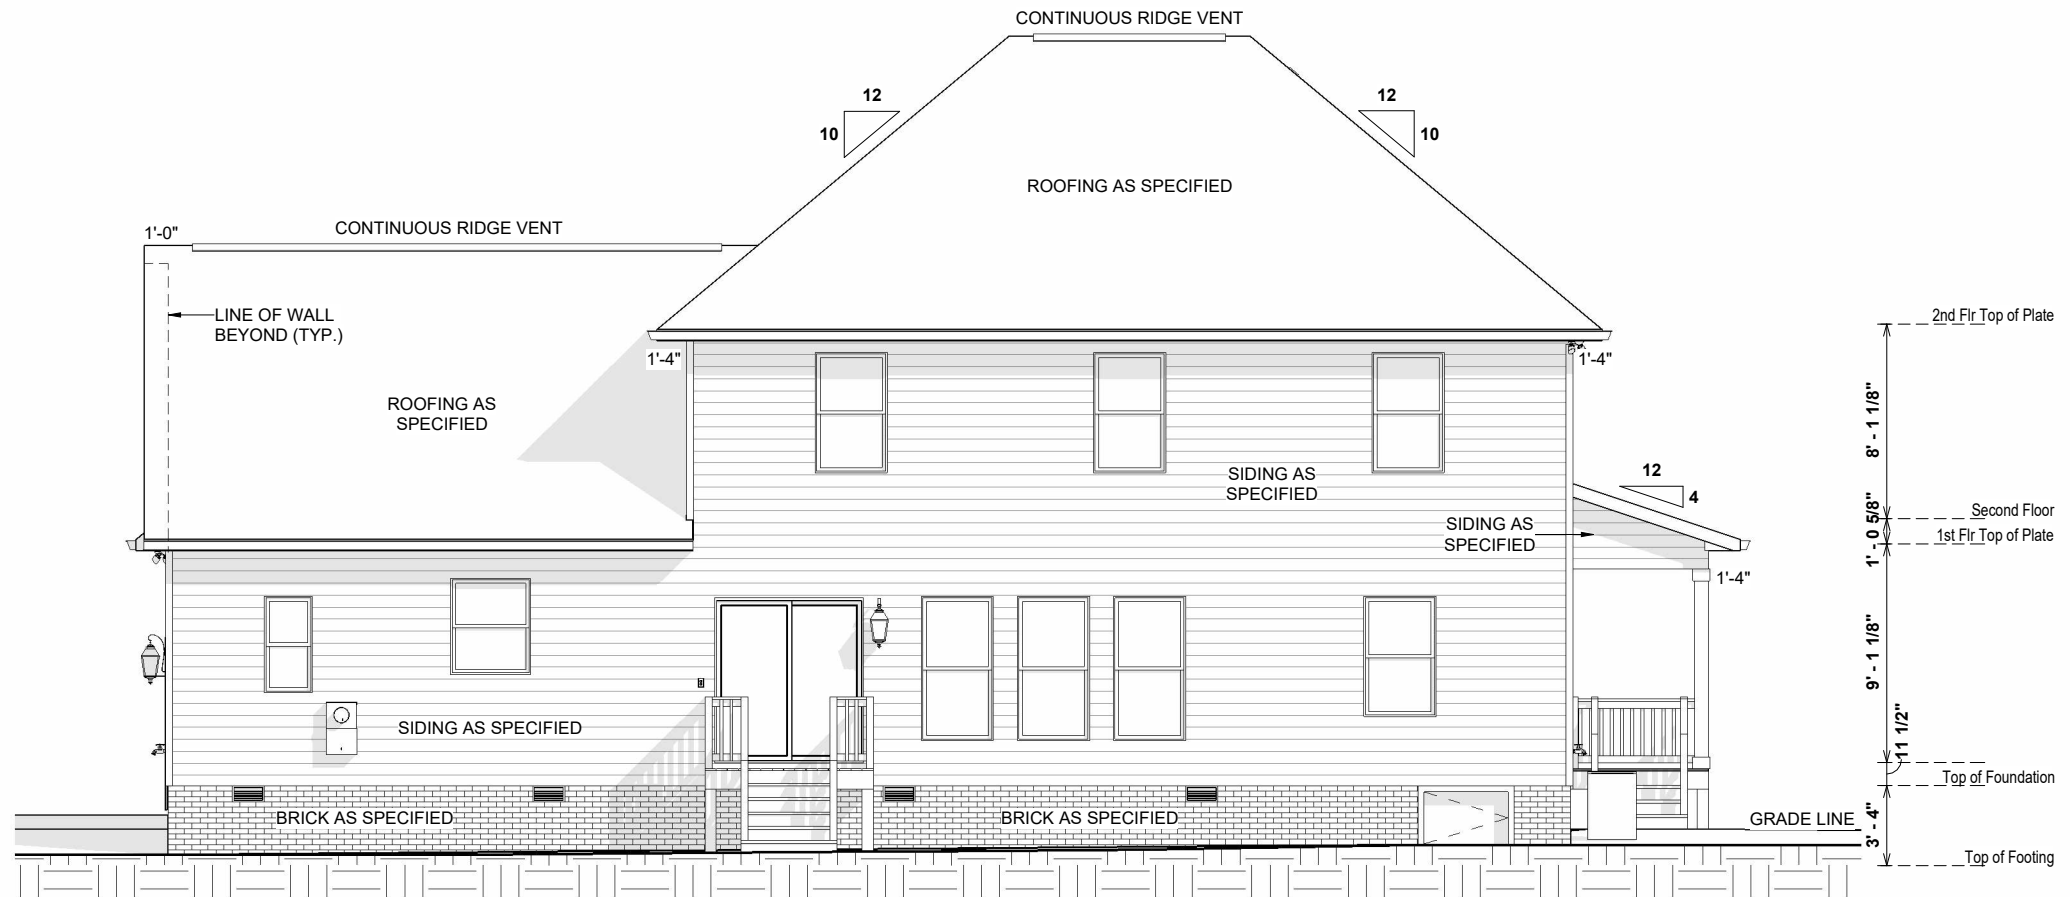 CONTINUOUS RIDGE VENT
12
10
12
10
ROOFING AS SPECIFIED
CONTINUOUS RIDGE VENT
1'-0"
LINE OF WALL
BEYOND (TYP.)
2nd Flr Top of Plate
1'-4"
1'-4"
ROOFING AS
SPECIFIED
8' - 1 1/8"
SIDING AS
SPECIFIED
12
4
SIDING AS
SPECIFIED
Second Floor
1' - 0 5/8"
1st Flr Top of Plate
1'-4"
9' - 1 1/8"
SIDING AS SPECIFIED
11 1/2"
Top of Foundation
BRICK AS SPECIFIED
BRICK AS SPECIFIED
GRADE LINE
3' - 4"
Top of Footing